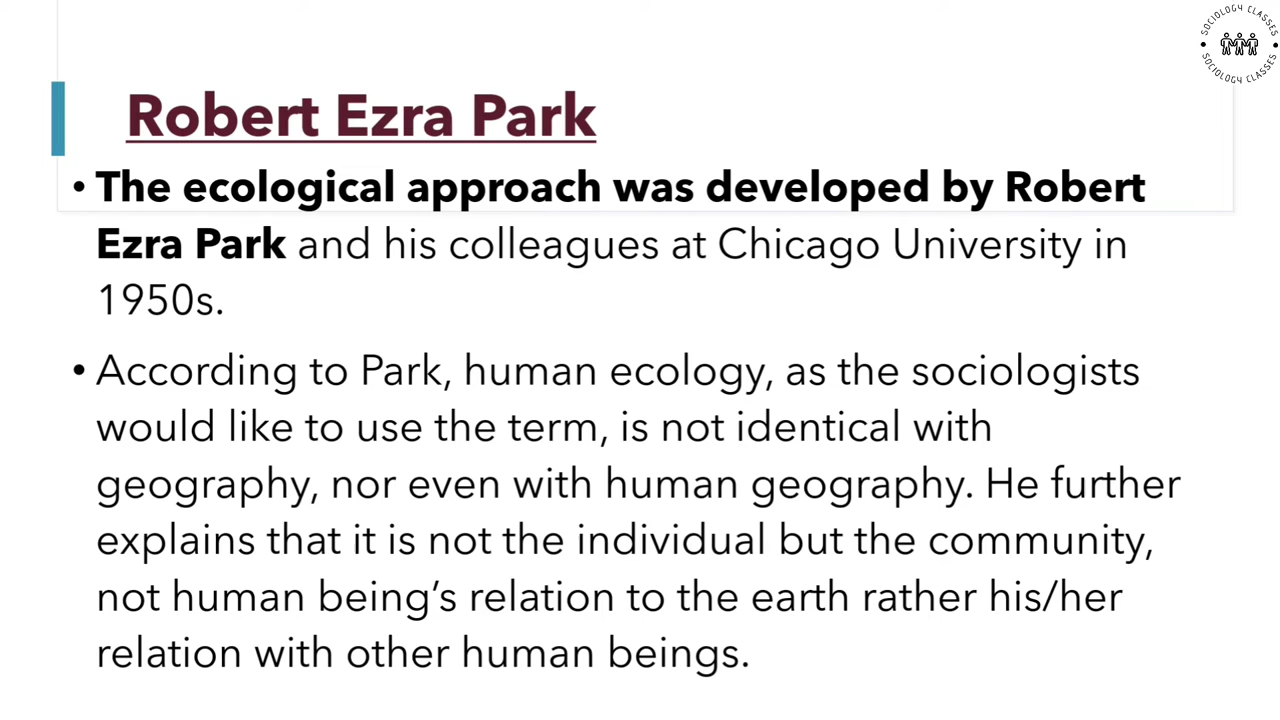 SOCIOLOGY CLASSES
SOCIOLOGY CLASSES
Robert Ezra Park
• The ecological approach was developed by Robert
Ezra Park and his colleagues at Chicago University in
1950s.
• According to Park, human ecology, as the sociologists
would like to use the term, is not identical with
geography, nor even with human geography. He further
explains that it is not the individual but the community,
not human being’s relation to the earth rather his/her
relation with other human beings.